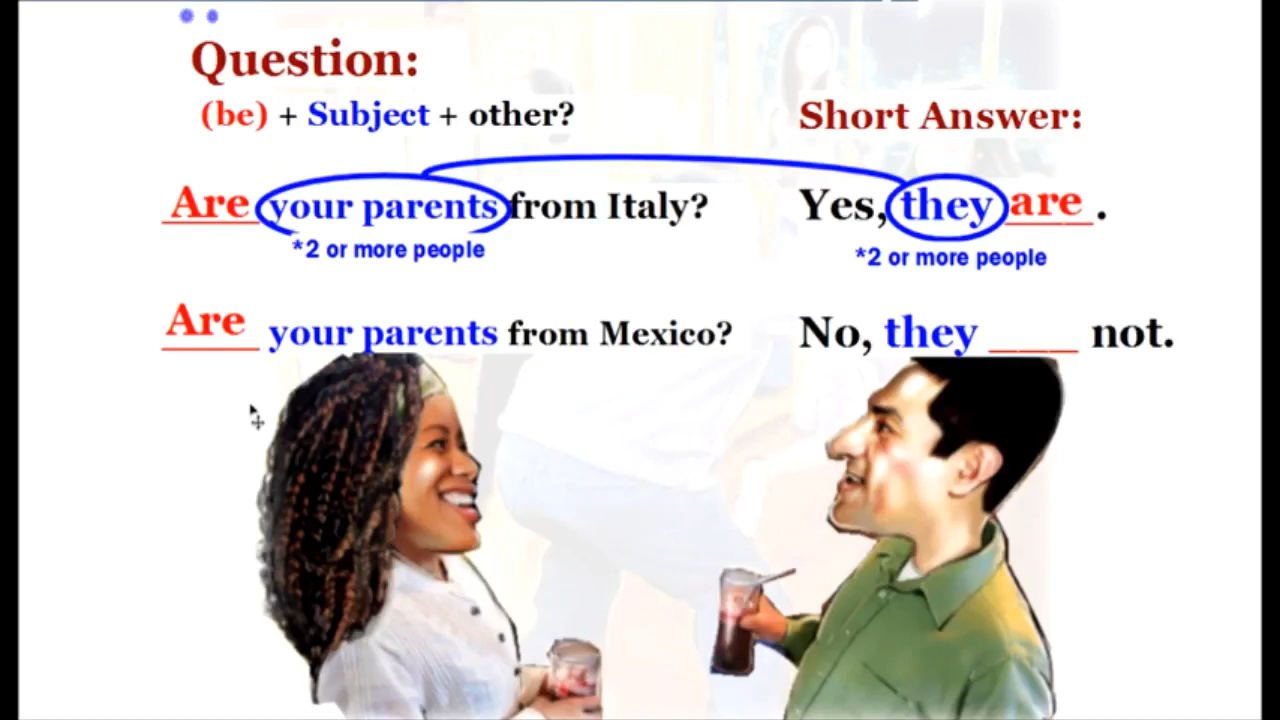 Question:
(be) + Subject + other?
Short Answer:
Are your parents from Italy?
*2 or more people
Yes, they are.
*2 or more people
Are your parents from Mexico?
No, they ____ not.